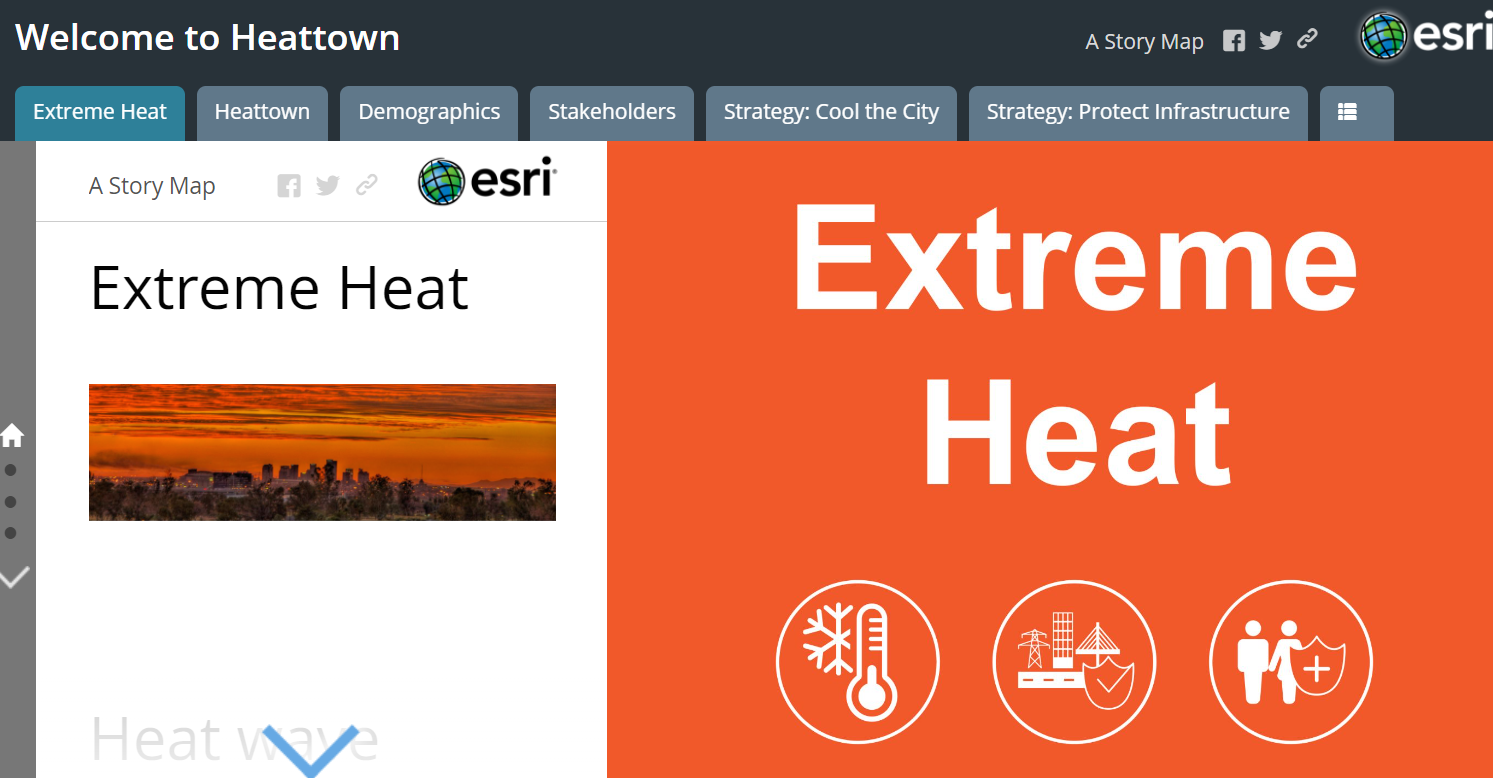 Welcome to Heattown
A Story Map
esri
Extreme Heat
Heattown
Demographics
Stakeholders
Strategy: Cool the City
Strategy: Protect Infrastructure
A Story Map
esri
Extreme Heat
Heat wave
Extreme
Heat